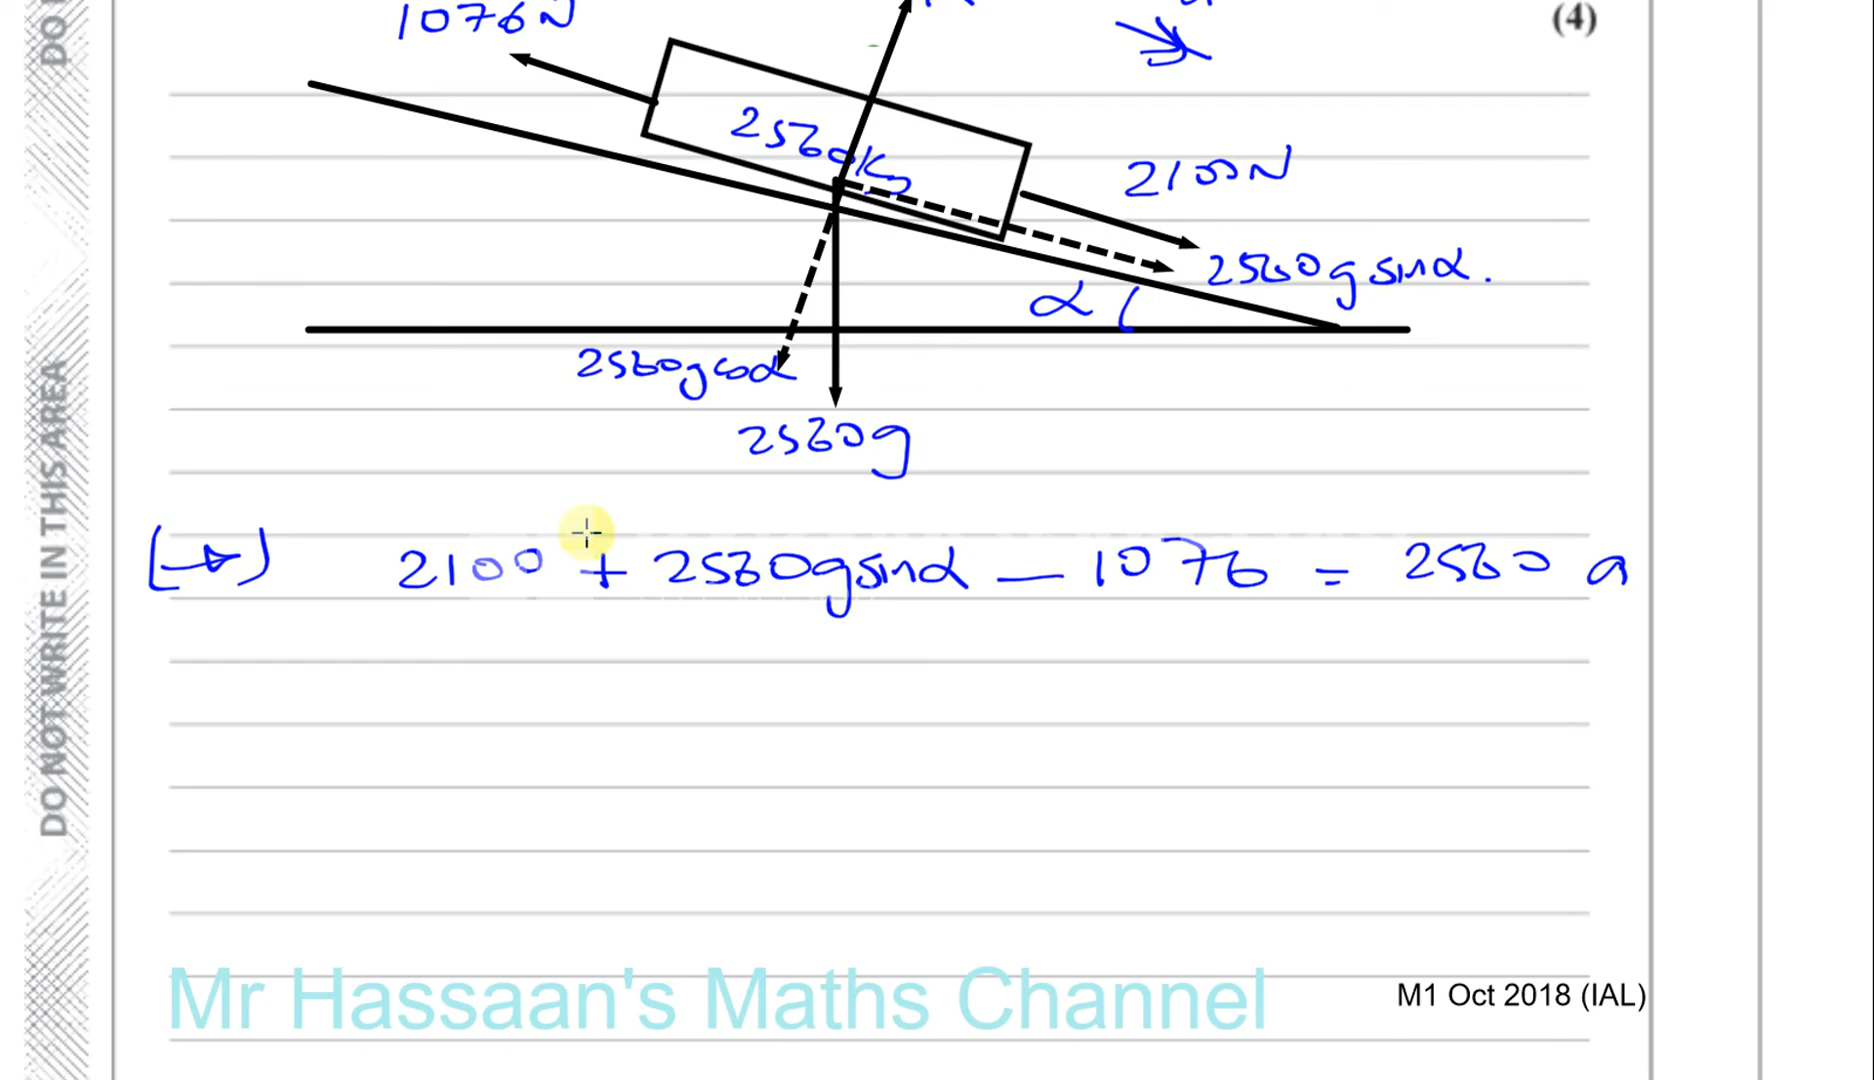 1076N
(4)
2560kg
2100N
2560g sinα.
α
2560g cosα
2560g
2100 + 2560g sinα - 1076 = 2560 a
DO NOT WRITE IN THIS AREA
Mr Hassaan's Maths Channel
M1 Oct 2018 (IAL)